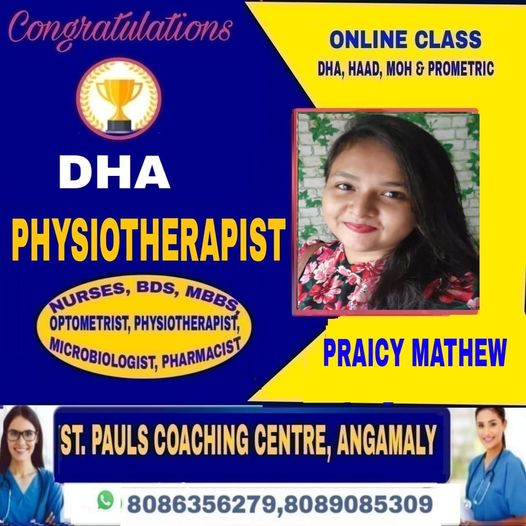 Congratulations
ONLINE CLASS
DHA, HAAD, MOH & PROMETRIC
DHA
PHYSIOTHERAPIST
NURSES, BDS, MBBS,
OPTOMETRIST, PHYSIOTHERAPIST,
MICROBIOLOGIST, PHARMACIST
PRAICY MATHEW
ST. PAULS COACHING CENTRE, ANGAMALY
8086356279,8089085309